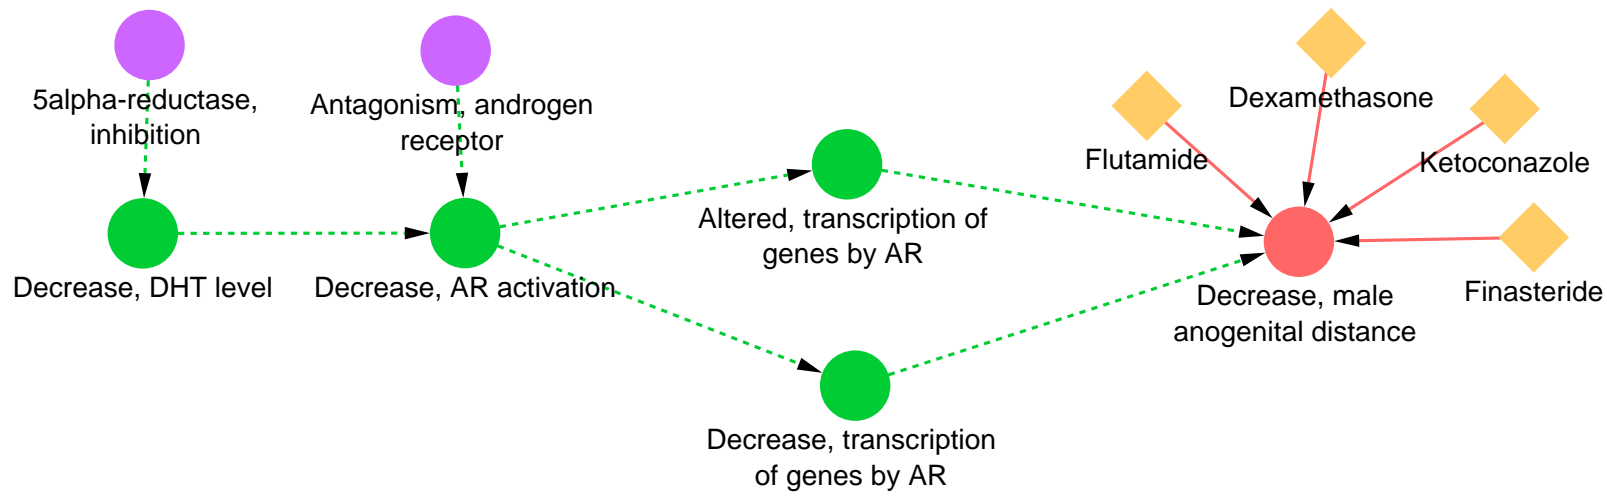 5alpha-reductase,
inhibition
Antagonism, androgen
receptor
Dexamethasone
Flutamide
Ketoconazole
Altered, transcription of
genes by AR
Decrease, DHT level
Decrease, AR activation
Decrease, male
anogenital distance
Finasteride
Decrease, transcription
of genes by AR